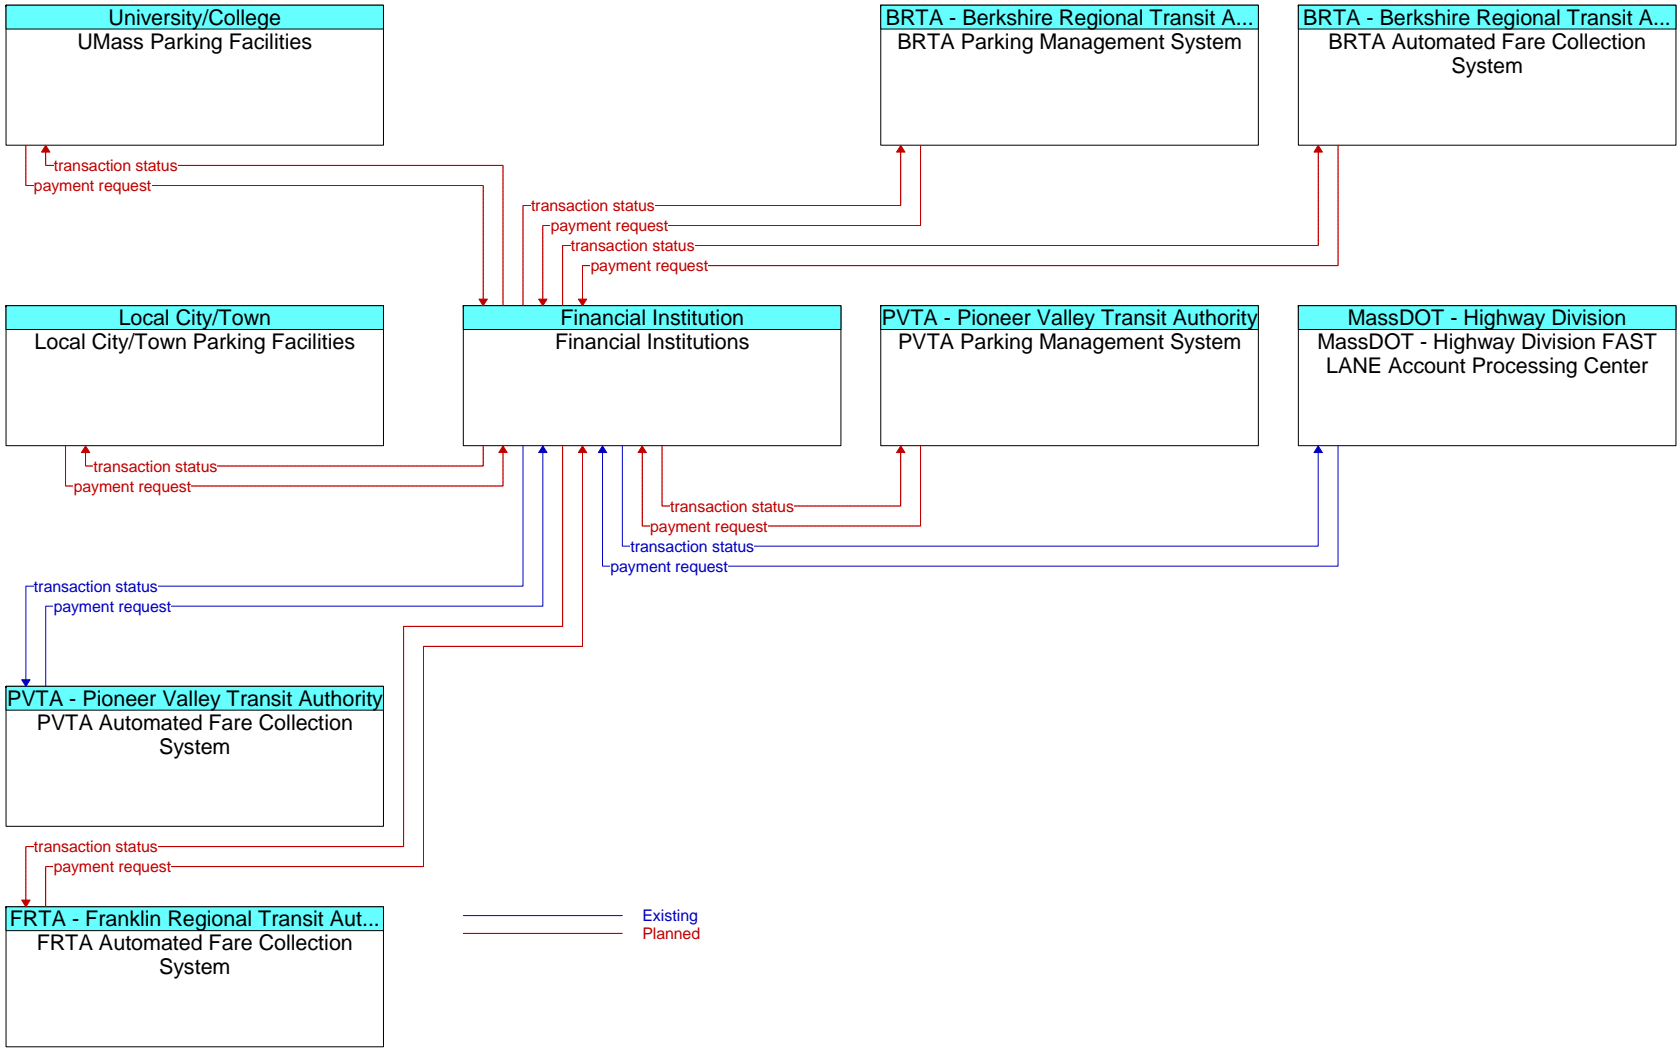 University/College
UMass Parking Facilities
BRTA - Berkshire Regional Transit A...
BRTA Parking Management System
BRTA - Berkshire Regional Transit A...
BRTA Automated Fare Collection
System
transaction status
payment request
transaction status
payment request
transaction status
payment request
Local City/Town
Local City/Town Parking Facilities
Financial Institution
Financial Institutions
PVTA - Pioneer Valley Transit Authority
PVTA Parking Management System
MassDOT - Highway Division
MassDOT - Highway Division FAST
LANE Account Processing Center
transaction status
payment request
transaction status
payment request
transaction status
payment request
transaction status
payment request
PVTA - Pioneer Valley Transit Authority
PVTA Automated Fare Collection
System
transaction status
payment request
FRTA - Franklin Regional Transit Aut...
FRTA Automated Fare Collection
System
Existing
Planned